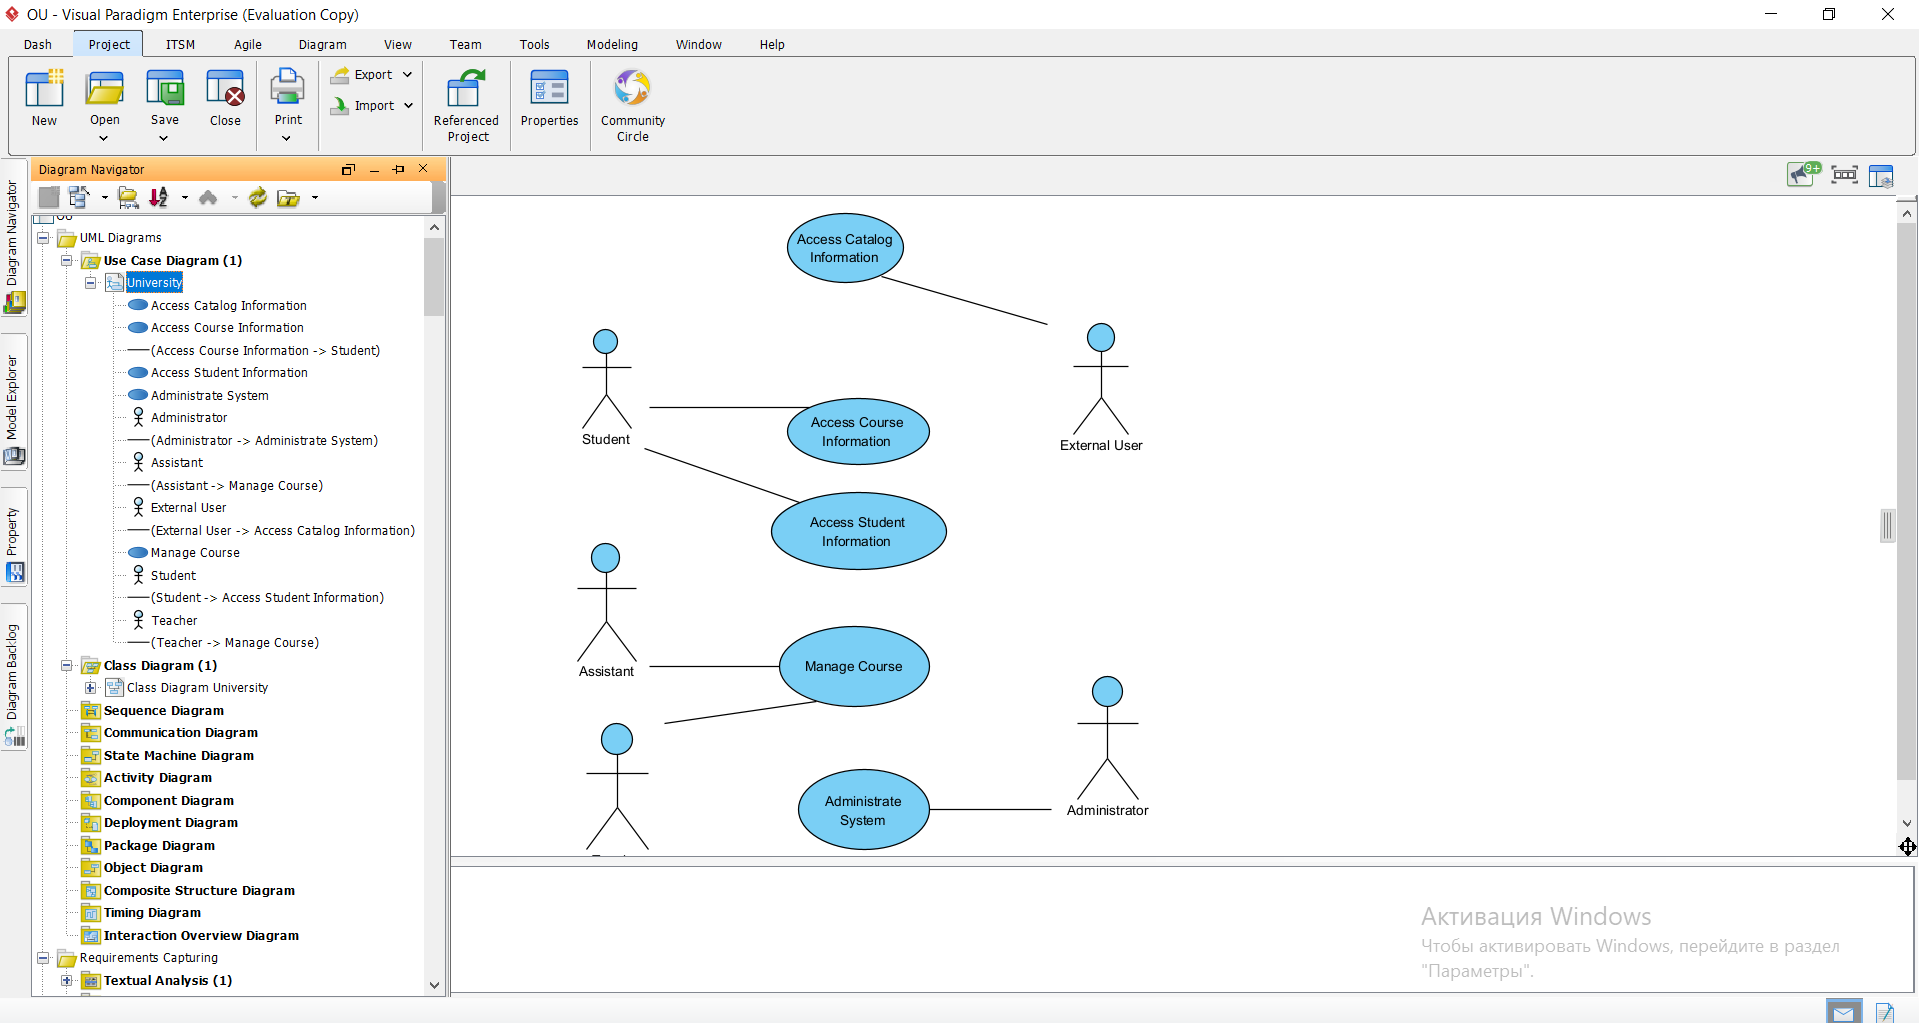 OU - Visual Paradigm Enterprise (Evaluation Copy)
Dash Project ITSM Agile Diagram View Team Tools Modeling Window Help
New
Open
Save
Close
Print
Export
Import
Referenced
Project
Properties
Community
Circle
Diagram Navigator
9+
Diagram Navigator
Model Explorer
Property
Diagram Backlog
OU
UML Diagrams
Use Case Diagram (1)
University
Access Catalog Information
Access Course Information
(Access Course Information -> Student)
Access Student Information
Administrate System
Administrator
(Administrator -> Administrate System)
Assistant
(Assistant -> Manage Course)
External User
(External User -> Access Catalog Information)
Manage Course
Student
(Student -> Access Student Information)
Teacher
(Teacher -> Manage Course)
Class Diagram (1)
Class Diagram University
Sequence Diagram
Communication Diagram
State Machine Diagram
Activity Diagram
Component Diagram
Deployment Diagram
Package Diagram
Object Diagram
Composite Structure Diagram
Timing Diagram
Interaction Overview Diagram
Requirements Capturing
Textual Analysis (1)
Access Catalog
Information
Student
External User
Access Course
Information
Access Student
Information
Assistant
Manage Course
Administrate
System
Administrator
Активация Windows
Чтобы активировать Windows, перейдите в раздел
"Параметры".